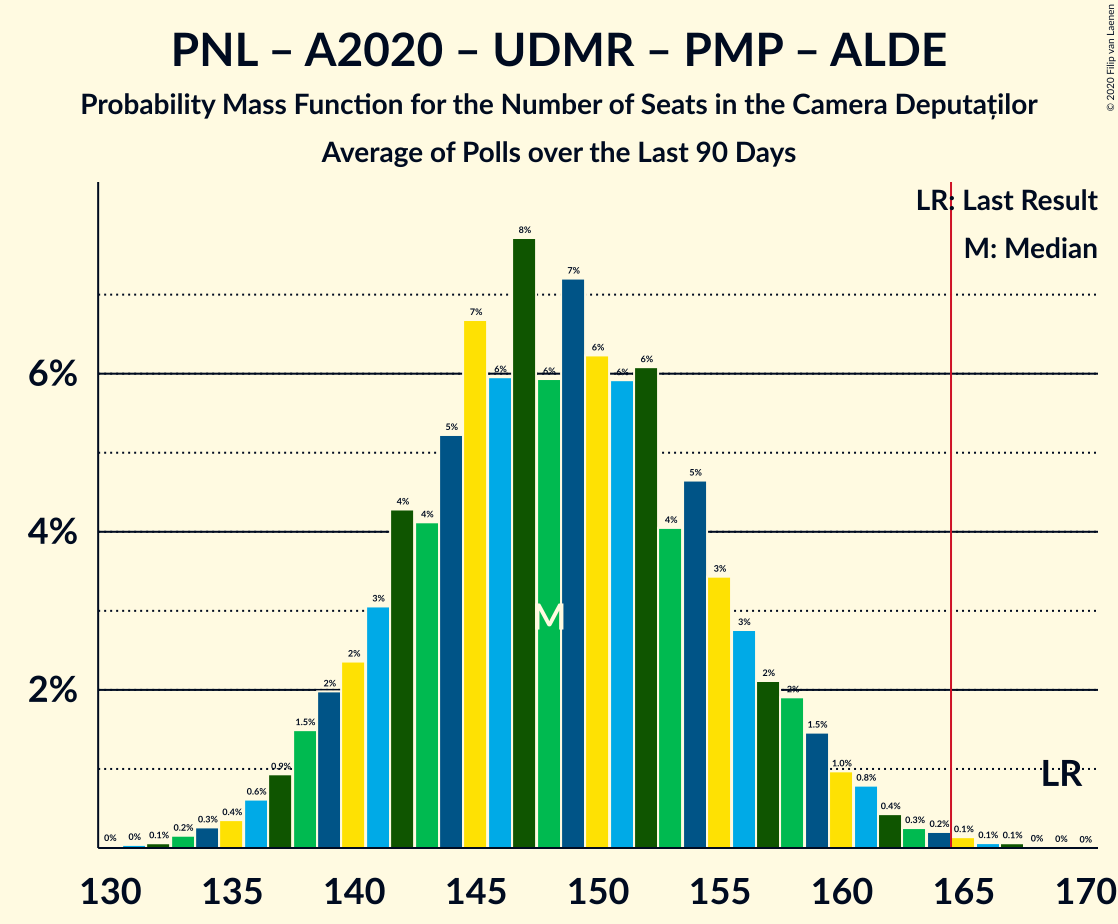 PNL – A2020 – UDMR – PMP – ALDE
Probability Mass Function for the Number of Seats in the Camera Deputaților
Average of Polls over the Last 90 Days
© 2020 Filip van Laenen
LR: Last Result
M: Median
6%
4%
2%
0% 0% 0.1% 0.2% 0.3% 0.4% 0.6% 0.9% 1.5% 2% 2% 3% 4% 4% 5% 7% 6% 8% 6% 7% 6% 6% 6% 4% 5% 3% 3% 2% 2% 1.5% 1.0% 0.8% 0.4% 0.3% 0.2% 0.1% 0.1% 0.1% 0% 0% 0%
M
LR
130 135 140 145 150 155 160 165 170